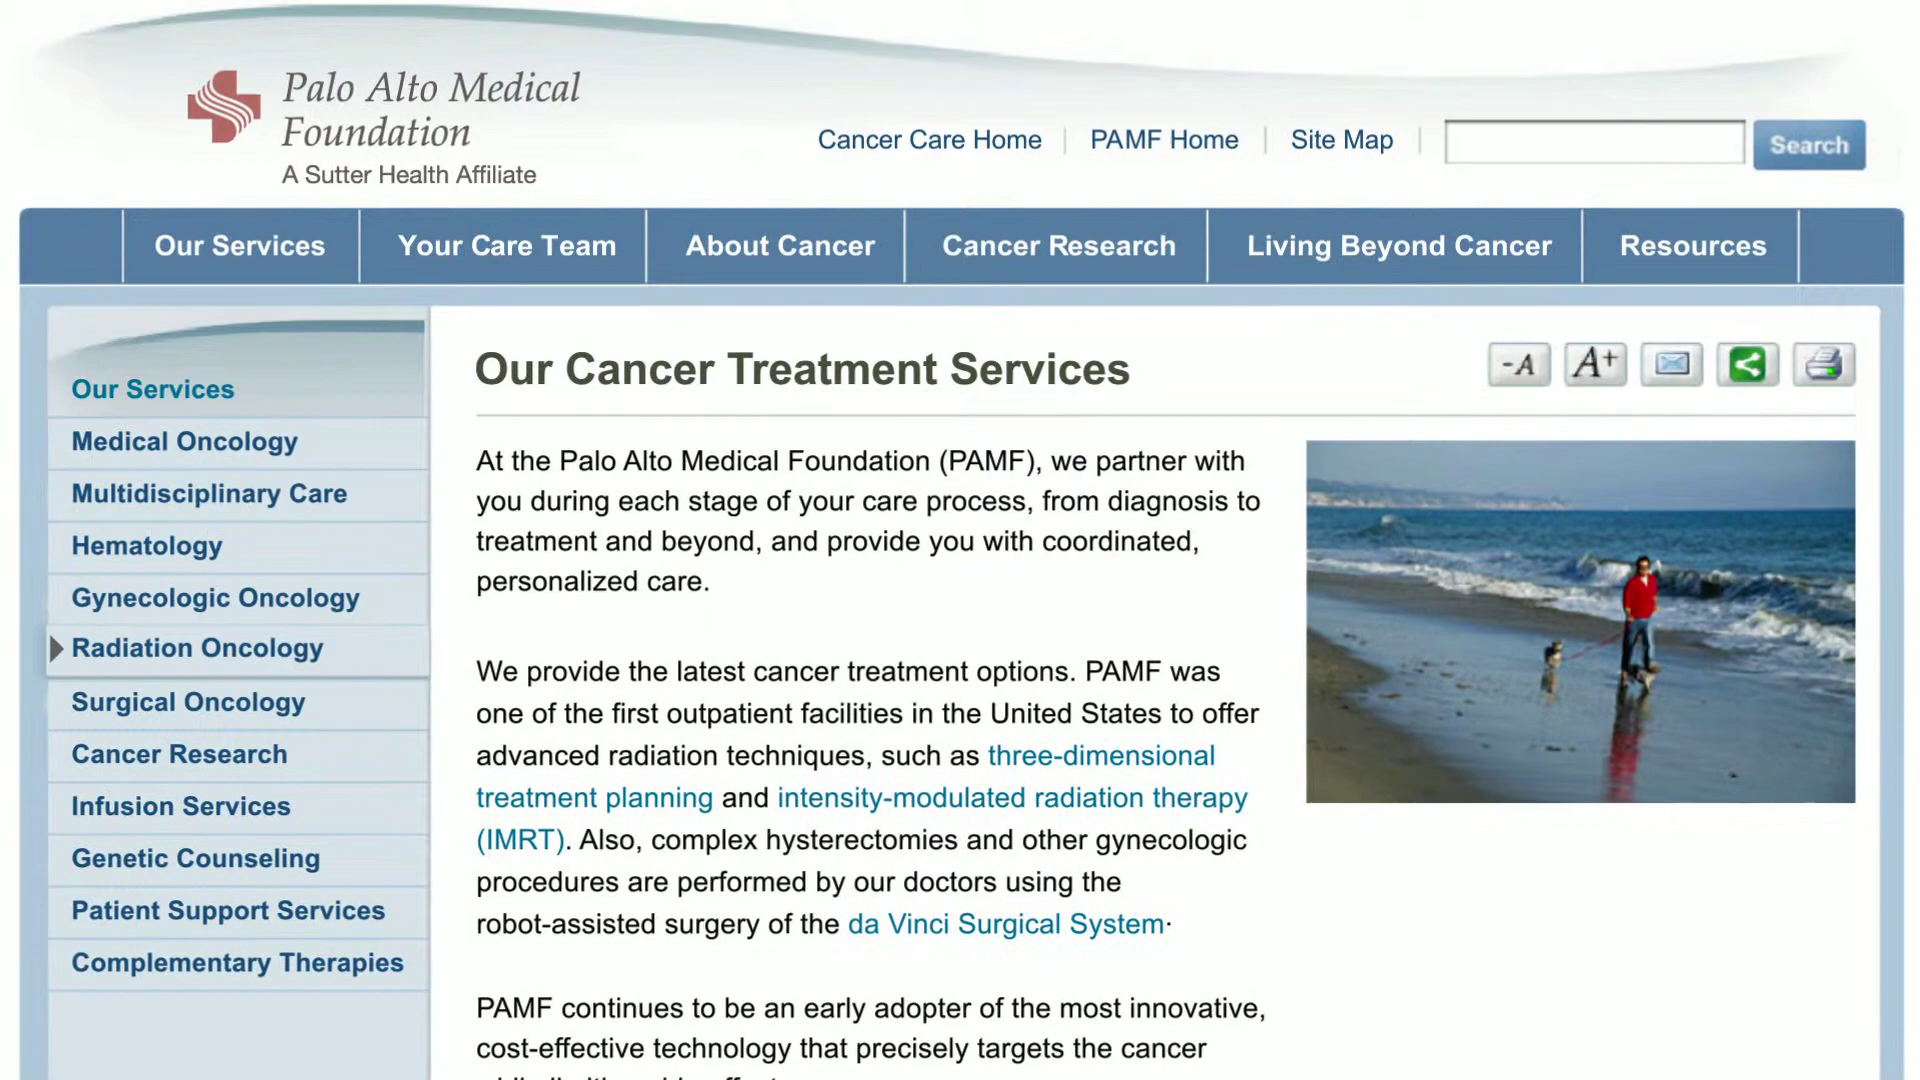 Palo Alto Medical
Foundation
A Sutter Health Affiliate
Cancer Care Home
PAMF Home
Site Map
Search
Our Services
Your Care Team
About Cancer
Cancer Research
Living Beyond Cancer
Resources
Our Services
Medical Oncology
Multidisciplinary Care
Hematology
Gynecologic Oncology
Radiation Oncology
Surgical Oncology
Cancer Research
Infusion Services
Genetic Counseling
Patient Support Services
Complementary Therapies
Our Cancer Treatment Services
-A
A+
At the Palo Alto Medical Foundation (PAMF), we partner with
you during each stage of your care process, from diagnosis to
treatment and beyond, and provide you with coordinated,
personalized care.
We provide the latest cancer treatment options. PAMF was
one of the first outpatient facilities in the United States to offer
advanced radiation techniques, such as three-dimensional
treatment planning and intensity-modulated radiation therapy
(IMRT). Also, complex hysterectomies and other gynecologic
procedures are performed by our doctors using the
robot-assisted surgery of the da Vinci Surgical System.
PAMF continues to be an early adopter of the most innovative,
cost-effective technology that precisely targets the cancer